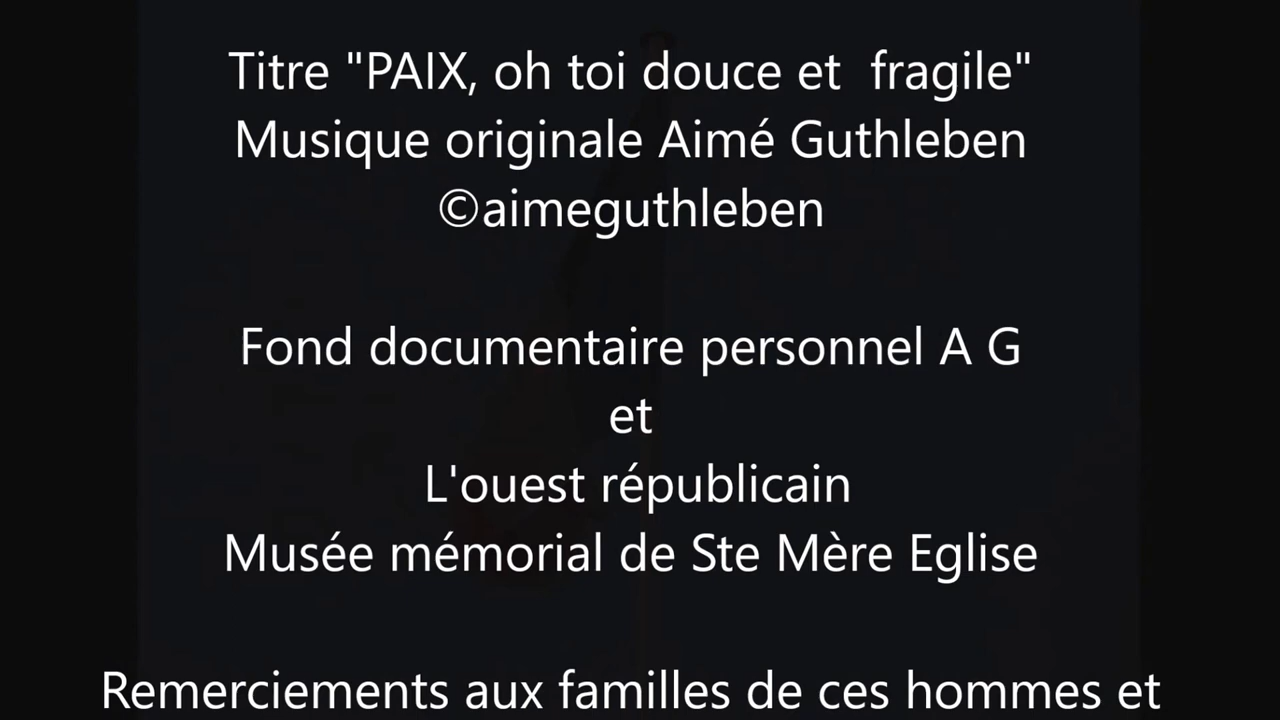 Titre "PAIX, oh toi douce et  fragile"
Musique originale Aimé Guthleben
©aimeguthleben
Fond documentaire personnel A G
et
L'ouest républicain
Musée mémorial de Ste Mère Eglise
Remerciements aux familles de ces hommes et